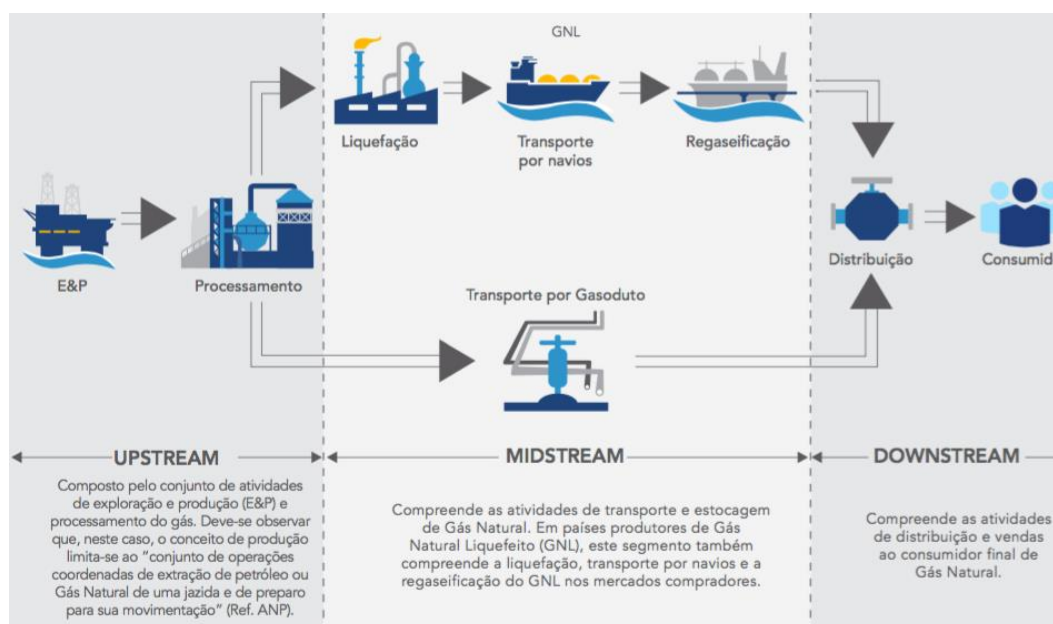 GNL
Liquefação
Transporte
por navios
Regaseificação
E&P
Processamento
Distribuição
Consumid
Transporte por Gasoduto
UPSTREAM
Composto pelo conjunto de atividades
de exploração e produção (E&P) e
processamento do gás. Deve-se observar
que, neste caso, o conceito de produção
limita-se ao “conjunto de operações
coordenadas de extração de petróleo ou
Gás Natural de uma jazida e de preparo
para sua movimentação” (Ref. ANP).
MIDSTREAM
Compreende as atividades de transporte e estocagem
de Gás Natural. Em países produtores de Gás
Natural Liquefeito (GNL), este segmento também
compreende a liquefação, transporte por navios e a
regaseificação do GNL nos mercados compradores.
DOWNSTREAM
Compreende as atividades
de distribuição e vendas
ao consumidor final de
Gás Natural.